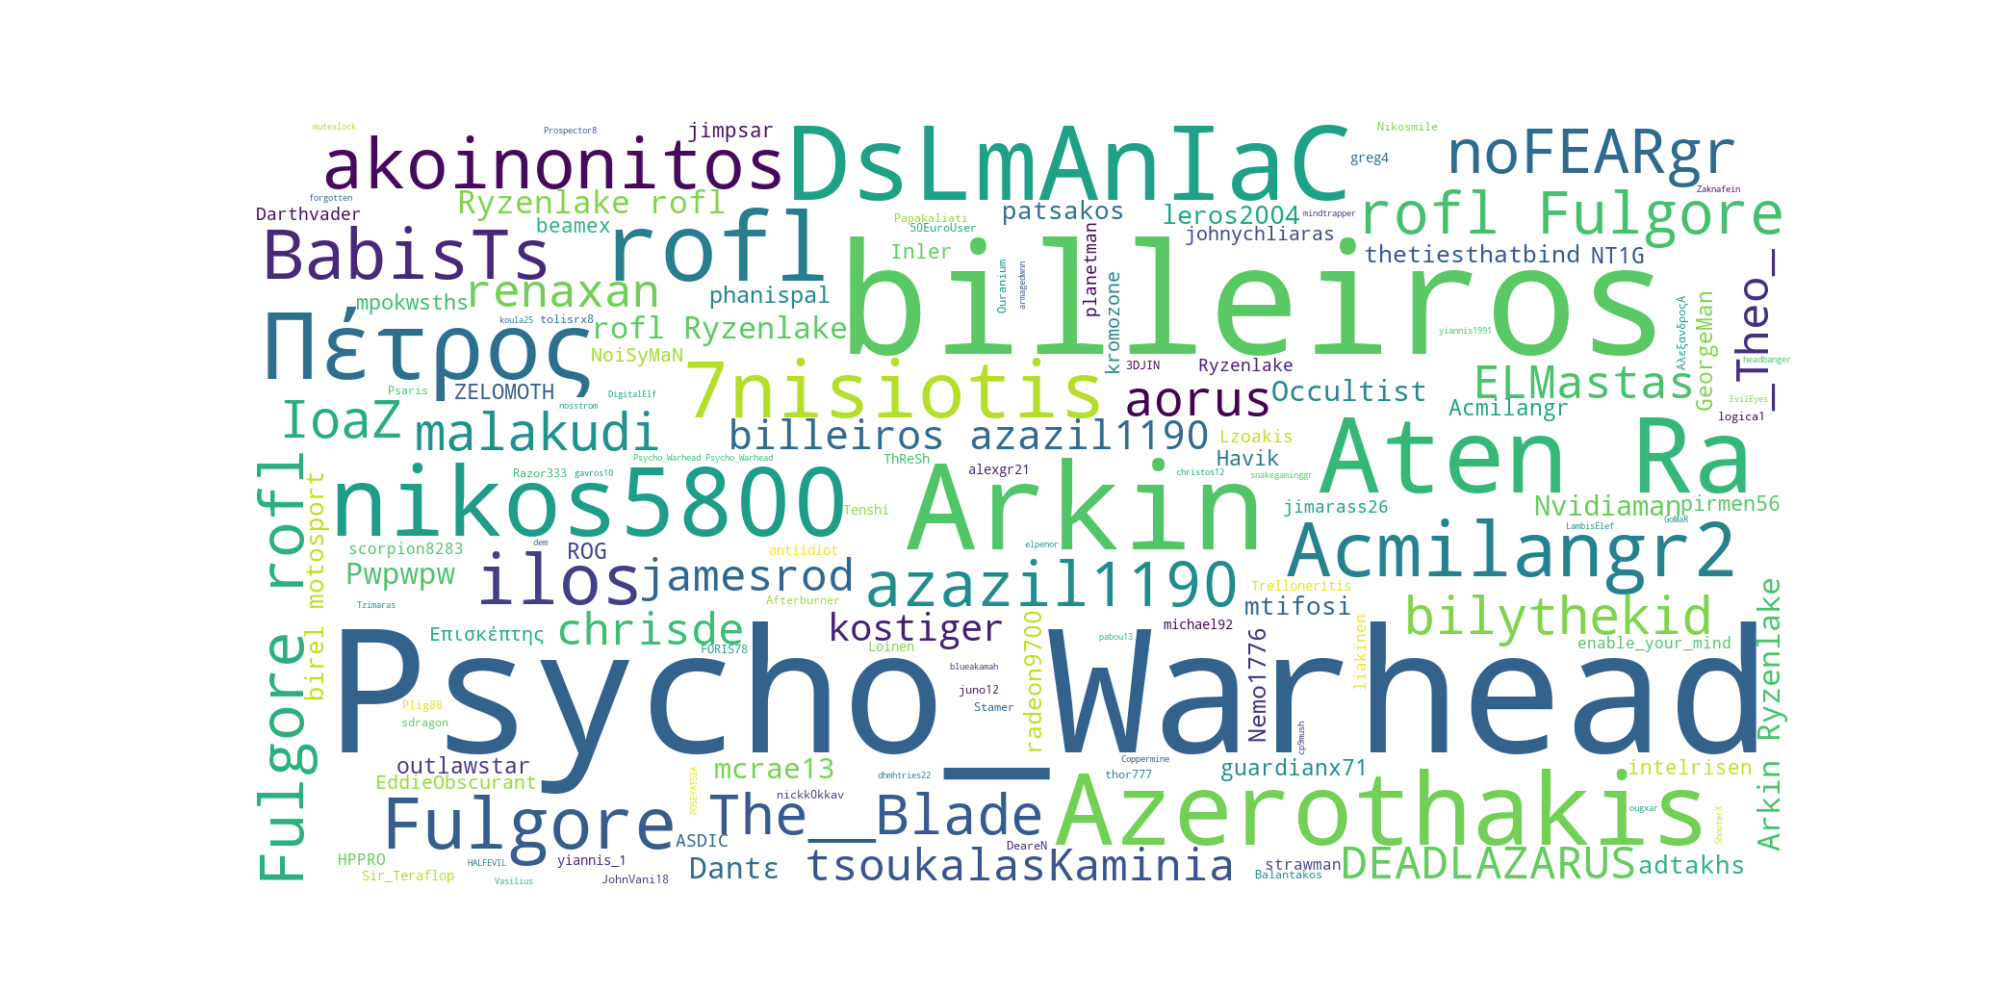 mutexlock
Prospector8
jimpsar
DsLmAnIaC
Nikosmile
noFEARgr
akoinonitos
greg4
forgotten
Ryzenlake rofl
Zaknafein
Darthvader
beamex
rofl
Papakaliati
50EuroUser
patsakos
leros2004
mindtrapper
rofl Fulgore
BabisTs
Inler
planetman
johnychliaras
thetiesthatbind
NT1G
_Theo_
billeiros
renaxan
phanispal
Ouranium
armagedwnn
kromozone
mpokwsths
Πέτρος
koula25
tolisrx8
rofl Ryzenlake
yiannis1991
ΑλεξανδροςΑ
GeorgeMan
headbanger
NoiSyMaN
7nisiotis
3DJIN
Ryzenlake
Psaris
ZELOMOTH
DigitalElf
nosstrom
aorus
Occultist
ELMastas
EvilEyes
Acmilangr
logica1
IoaZ
malakudi
billeiros azazil1190
Lzoakis
Havik
Aten Ra
Psycho_Warhead Psycho_Warhead
ThReSh
alexgr21
christos12
snakegaminggr
Razor333
gavros10
nikos5800
Arkin
Fulgore rofl
birel motosport
Tenshi
jimarass26
Nvidiaman
pirmen56
LambisElef
GoMaR
scorpion8283
dem
ROG
antiidiot
elpenor
Acmilangr2
Pwpwpw
ilos
jamesrod
azazil1190
Trelloneritis
mtifosi
Tzimaras
Afterburner
bilythekid
Επισκέπτης
chrisde
kostiger
michael92
pabou13
radeon9700
Nemo1776
liakinen
enable_your_mind
Arkin Ryzenlake
FORIS78
Loinen
blueakamah
Psycho_Warhead
juno12
Stamer
Plig88
sdragon
cp9mush
outlawstar
EddieObscurant
mcrae13
dhmhtries22
Coppermine
thor777
guardianx71
intelrisen
POSEYATSIA
nickk0kkav
Fulgore
The__Blade
Azerothakis
ougxar
ShooterX
ASDIC
DeareN
HPPRO
Sir_Teraflop
HALFEVIL
Vasilius
yiannis_1
JohnVani18
Dantε
tsoukalasKaminia
strawman
Balantakos
DEADLAZARUS
adtakhs